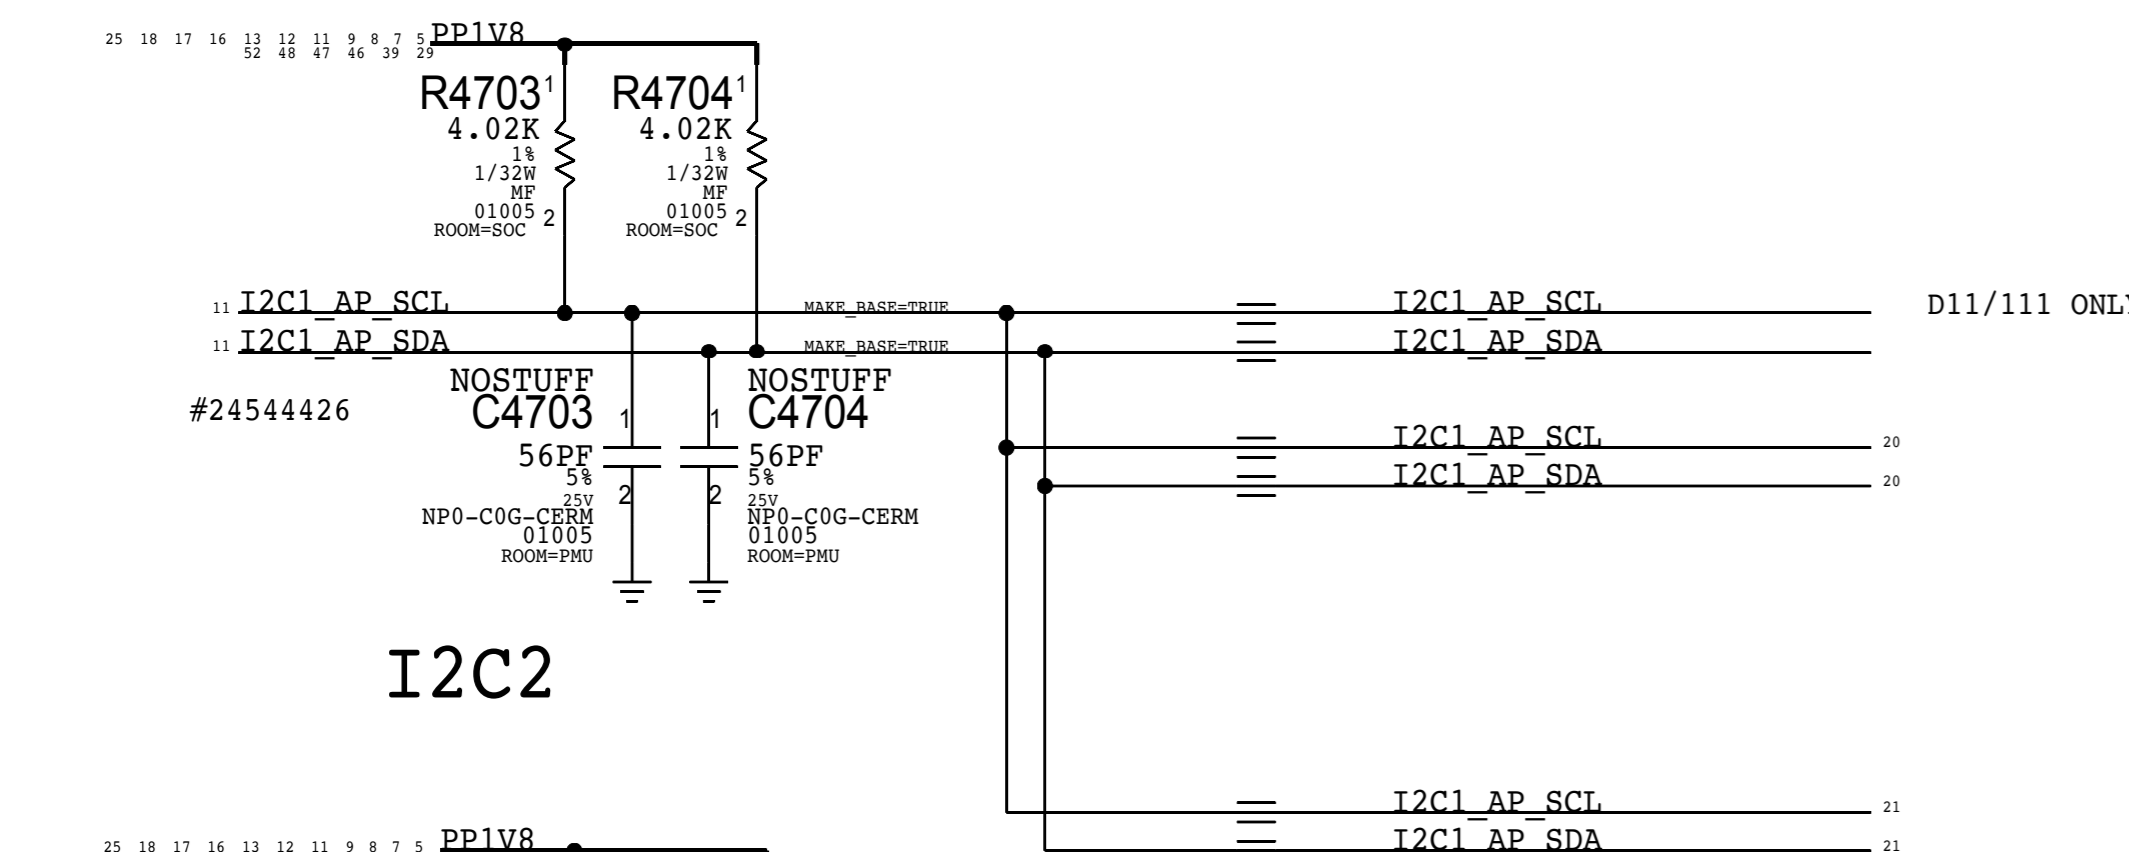 25 18 17 16 13 12 11 9 8 7 5 PP1V8
52 48 47 46 39 29
R4703 1
4.02K
1%
1/32W
MF
01005 2
ROOM=SOC
R4704 1
4.02K
1%
1/32W
MF
01005 2
ROOM=SOC
11 I2C1_AP_SCL MAKE_BASE=TRUE I2C1_AP_SCL D11/111 ONLY
11 I2C1_AP_SDA MAKE_BASE=TRUE I2C1_AP_SDA
#24544426
NOSTUFF
C4703 1
56PF
5%
25V 2
NP0-C0G-CERM
01005
ROOM=PMU
NOSTUFF
1 C4704
56PF
5%
2 25V
NP0-C0G-CERM
01005
ROOM=PMU
I2C1_AP_SCL 20
I2C1_AP_SDA 20
I2C2
I2C1_AP_SCL 21
I2C1_AP_SDA 21
25 18 17 16 13 12 11 9 8 7 5 PP1V8